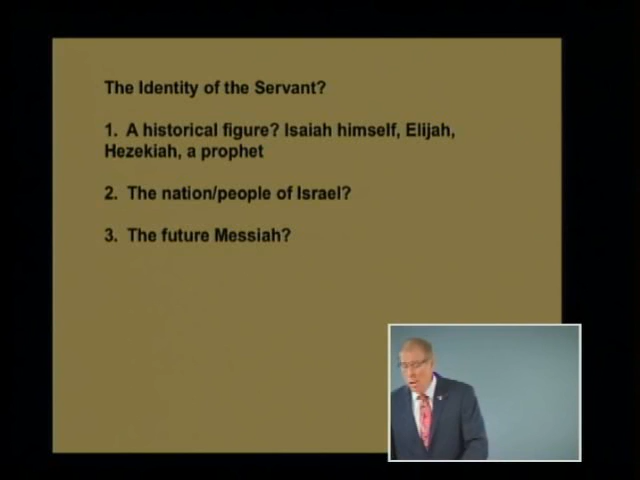 The Identity of the Servant?
1. A historical figure? Isaiah himself, Elijah,
Hezekiah, a prophet
2. The nation/people of Israel?
3. The future Messiah?